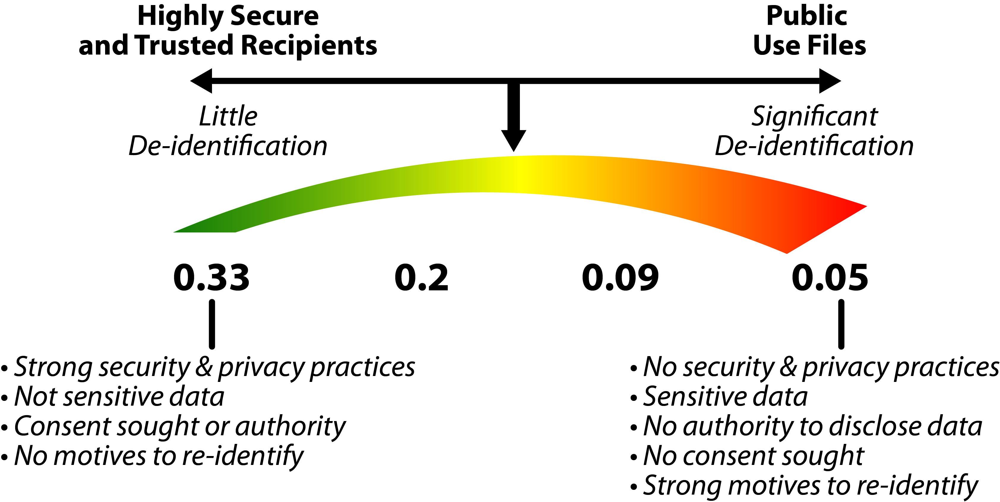 Highly Secure
and Trusted Recipients
Public
Use Files
Little
De-identification
Significant
De-identification
0.33
0.2
0.09
0.05
• Strong security & privacy practices
• Not sensitive data
• Consent sought or authority
• No motives to re-identify
• No security & privacy practices
• Sensitive data
• No authority to disclose data
• No consent sought
• Strong motives to re-identify